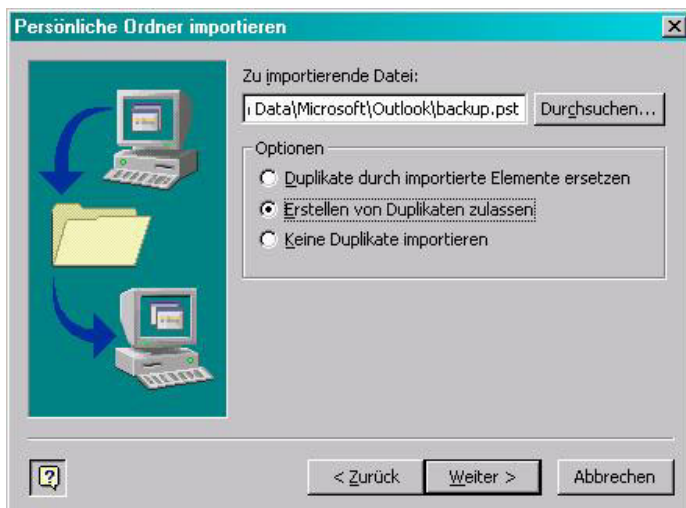 Persönliche Ordner importieren
Zu importierende Datei:
Data\Microsoft\Outlook\backup.pst
Durchsuchen...
Optionen
Duplikate durch importierte Elemente ersetzen
Erstellen von Duplikaten zulassen
Keine Duplikate importieren
?
< Zurück
Weiter >
Abbrechen